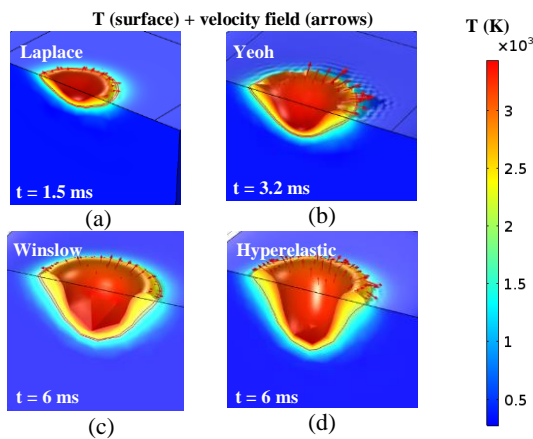 T (surface) + velocity field (arrows)
T (K)
×10³
Laplace
t = 1.5 ms
(a)
Yeoh
t = 3.2 ms
(b)
Winslow
t = 6 ms
(c)
Hyperelastic
t = 6 ms
(d)
3
2.5
2
1.5
1
0.5